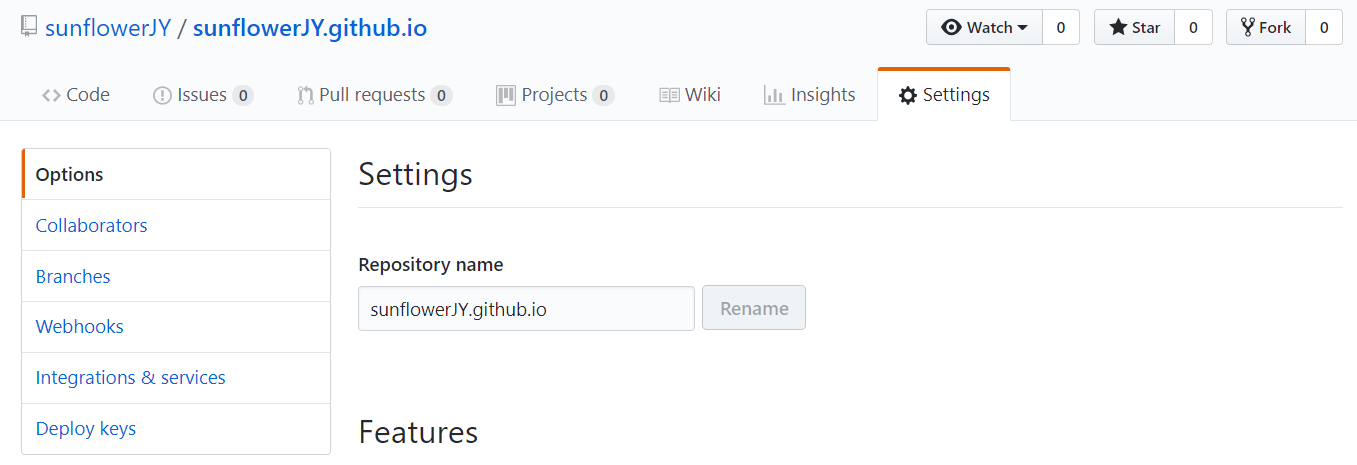 sunflowerJY / sunflowerJY.github.io
Watch 0 Star 0 Fork 0
Code Issues 0 Pull requests 0 Projects 0 Wiki Insights Settings
Options
Collaborators
Branches
Webhooks
Integrations & services
Deploy keys
Settings
Repository name
sunflowerJY.github.io Rename
Features